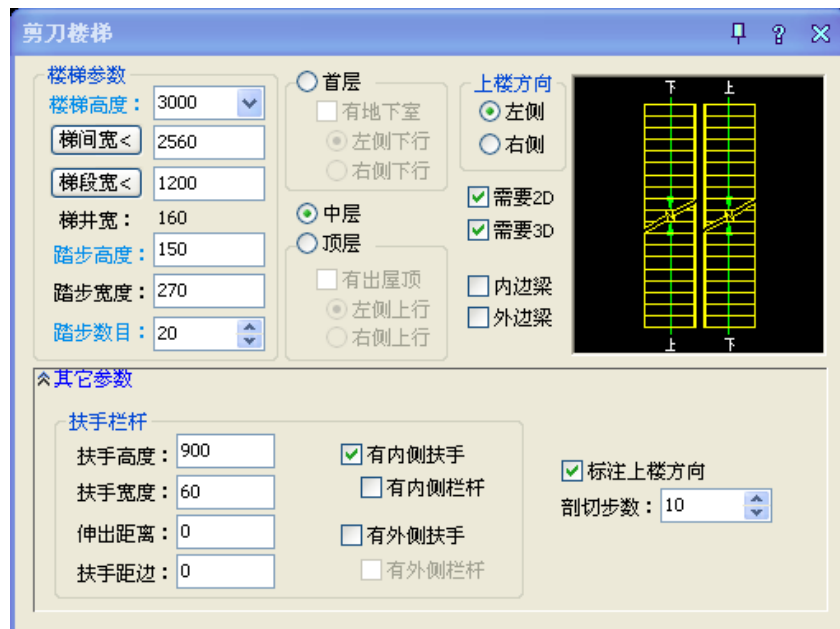 剪刀楼梯
楼梯参数
楼梯高度： 3000
梯间宽< 2560
梯段宽< 1200
梯井宽： 160
踏步高度： 150
踏步宽度： 270
踏步数目： 20
首层
有地下室
左侧下行
右侧下行
中层
顶层
有出屋顶
左侧上行
右侧上行
上楼方向
左侧
右侧
需要2D
需要3D
内边梁
外边梁
下 上
上 下
其它参数
扶手栏杆
扶手高度： 900
扶手宽度： 60
伸出距离： 0
扶手距边： 0
有内侧扶手
有内侧栏杆
有外侧扶手
有外侧栏杆
标注上楼方向
剖切步数： 10